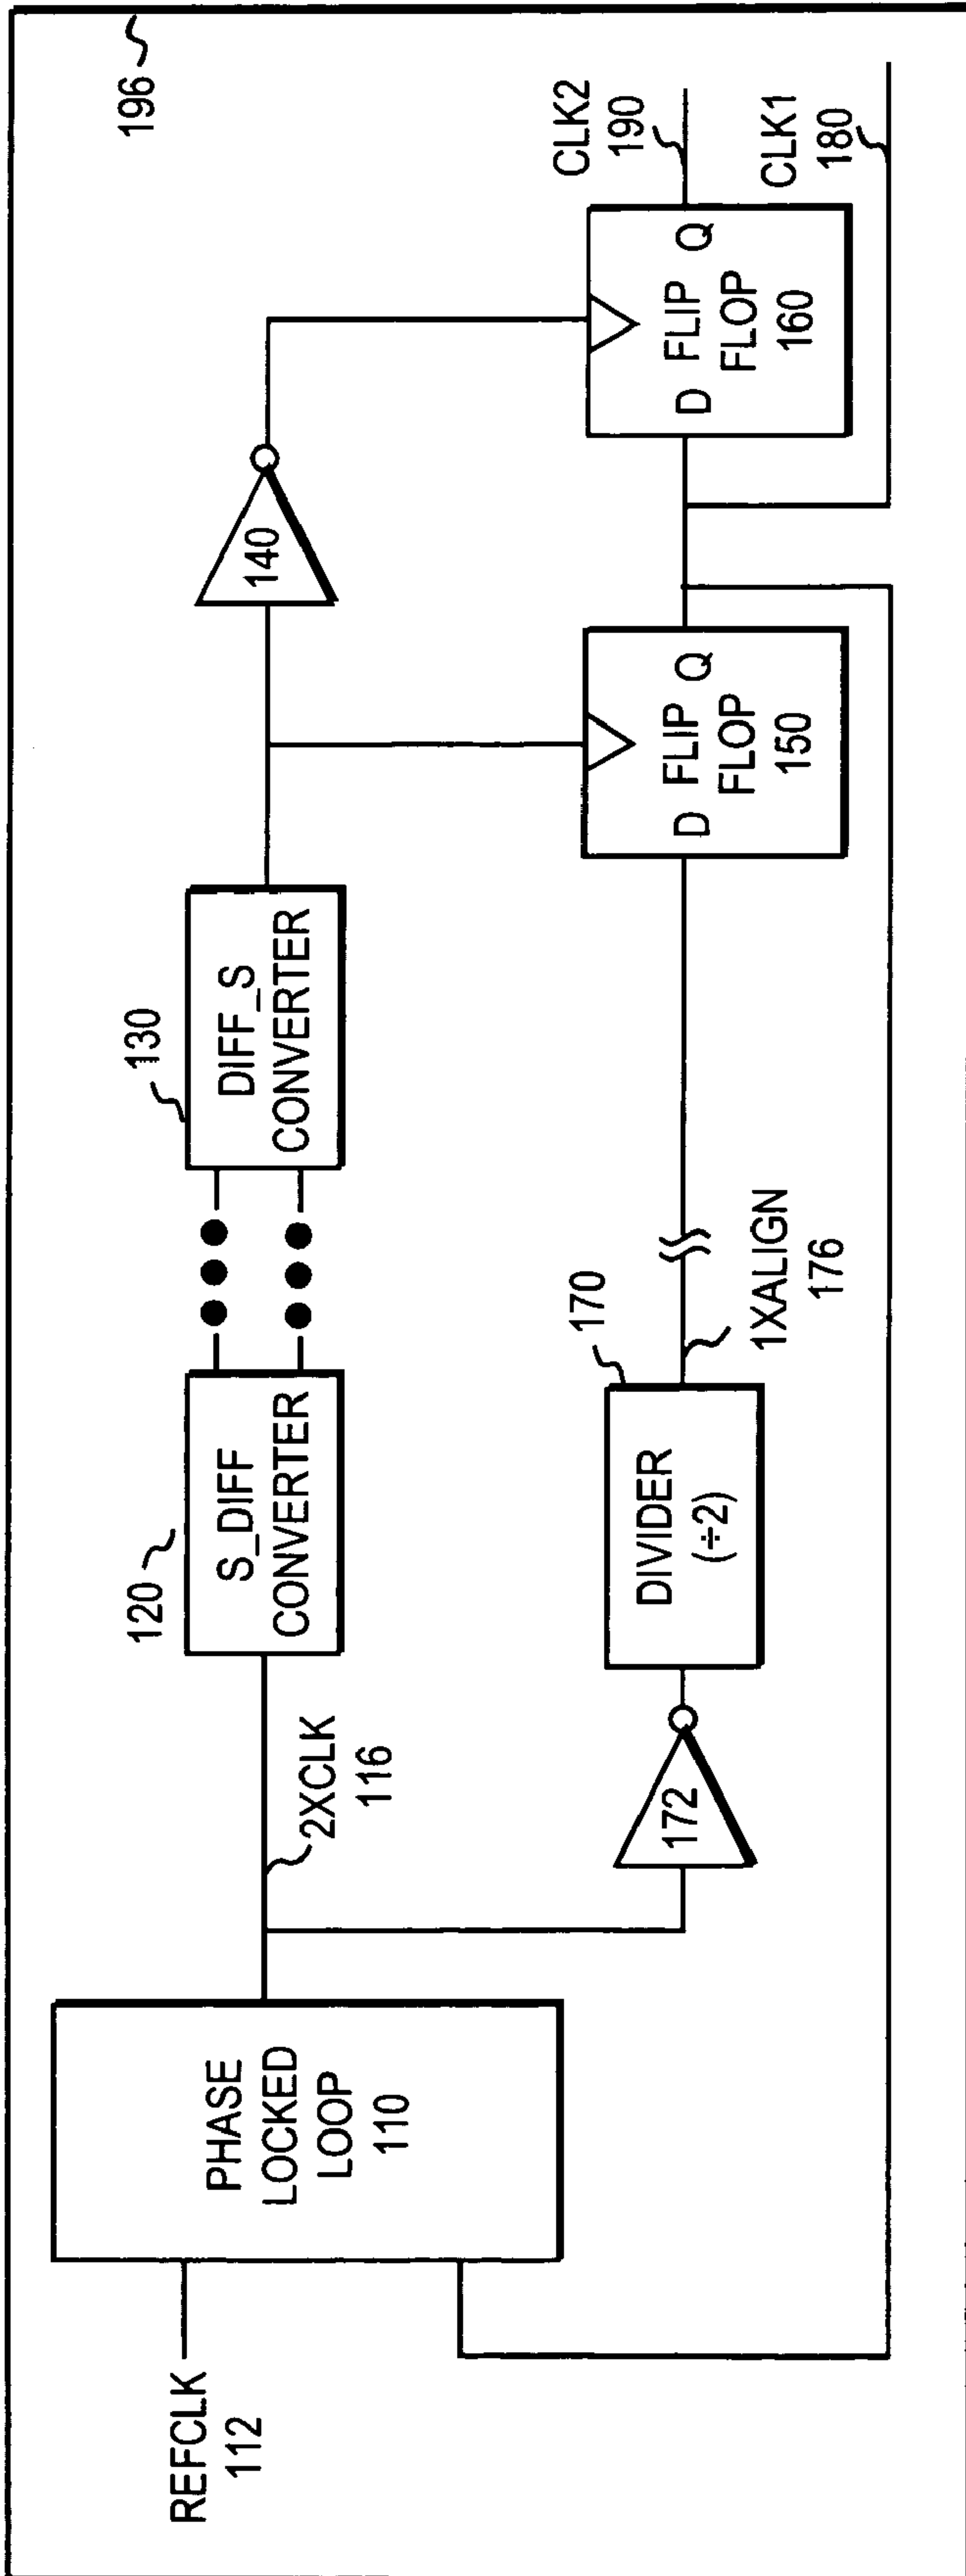 196
REFCLK
112
PHASE
LOCKED
LOOP
110
2XCLK
116
120
S_DIFF
CONVERTER
130
DIFF_S
CONVERTER
140
172
170
DIVIDER
(÷2)
1XALIGN
176
D FLIP Q
FLOP
150
D FLIP Q
FLOP
160
CLK2
190
CLK1
180